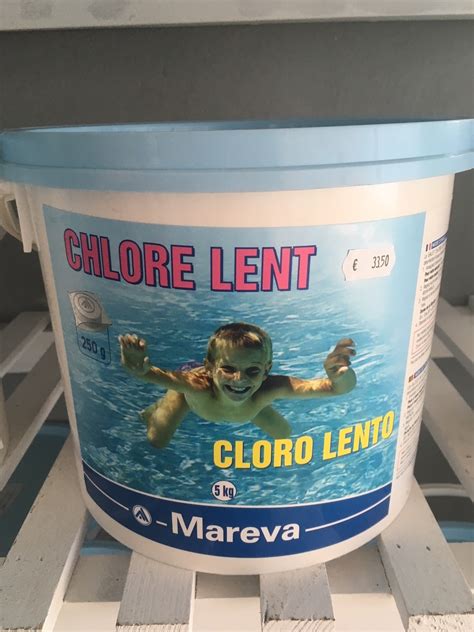 CHLORE LENT
€ 33.50
250 g
CLORO LENTO
5 kg
Mareva